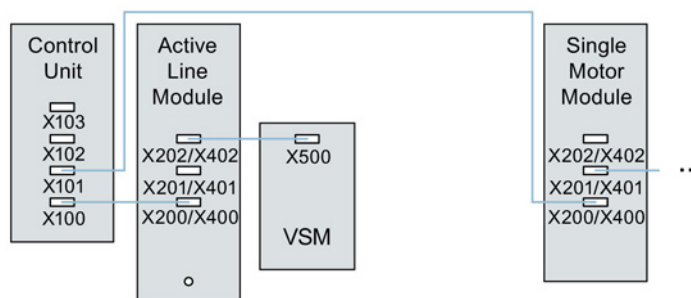 Control
Unit
X103
X102
X101
X100
Active
Line
Module
X202/X402
X201/X401
X200/X400
X500
VSM
Single
Motor
Module
X202/X402
X201/X401
X200/X400
..